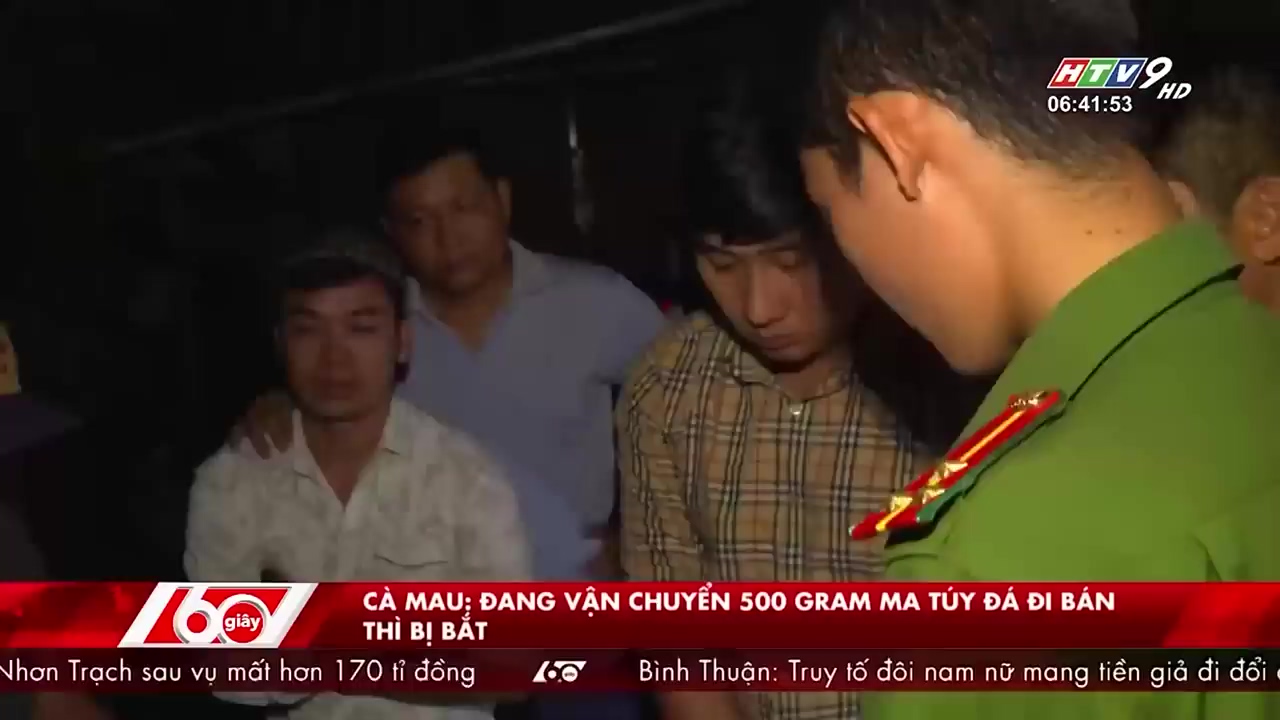 HTV9 HD
06:41:53
60 giây
CÀ MAU: ĐANG VẬN CHUYỂN 500 GRAM MA TÚY ĐÁ ĐI BÁN
THÌ BỊ BẮT
Nhơn Trạch sau vụ mất hơn 170 tỉ đồng 60 giây Bình Thuận: Truy tố đôi nam nữ mang tiền giả đi đổi